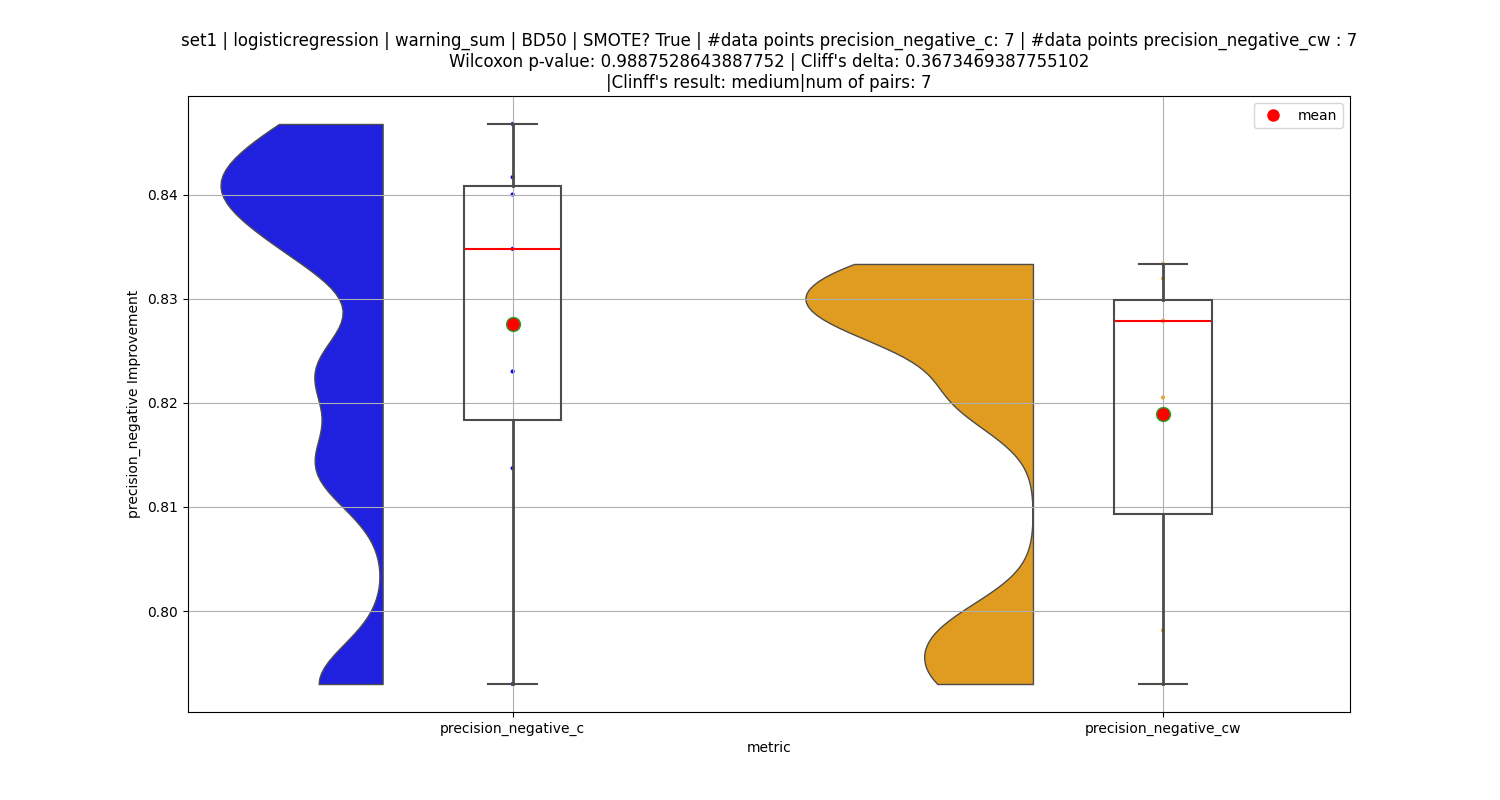 set1 | logisticregression | warning_sum | BD50 | SMOTE? True | #data points precision_negative_c: 7 | #data points precision_negative_cw : 7
Wilcoxon p-value: 0.9887528643887752 | Cliff's delta: 0.3673469387755102
|Clinff's result: medium|num of pairs: 7
mean
0.84
0.83
0.82
0.81
0.80
precision_negative Improvement
precision_negative_c
precision_negative_cw
metric